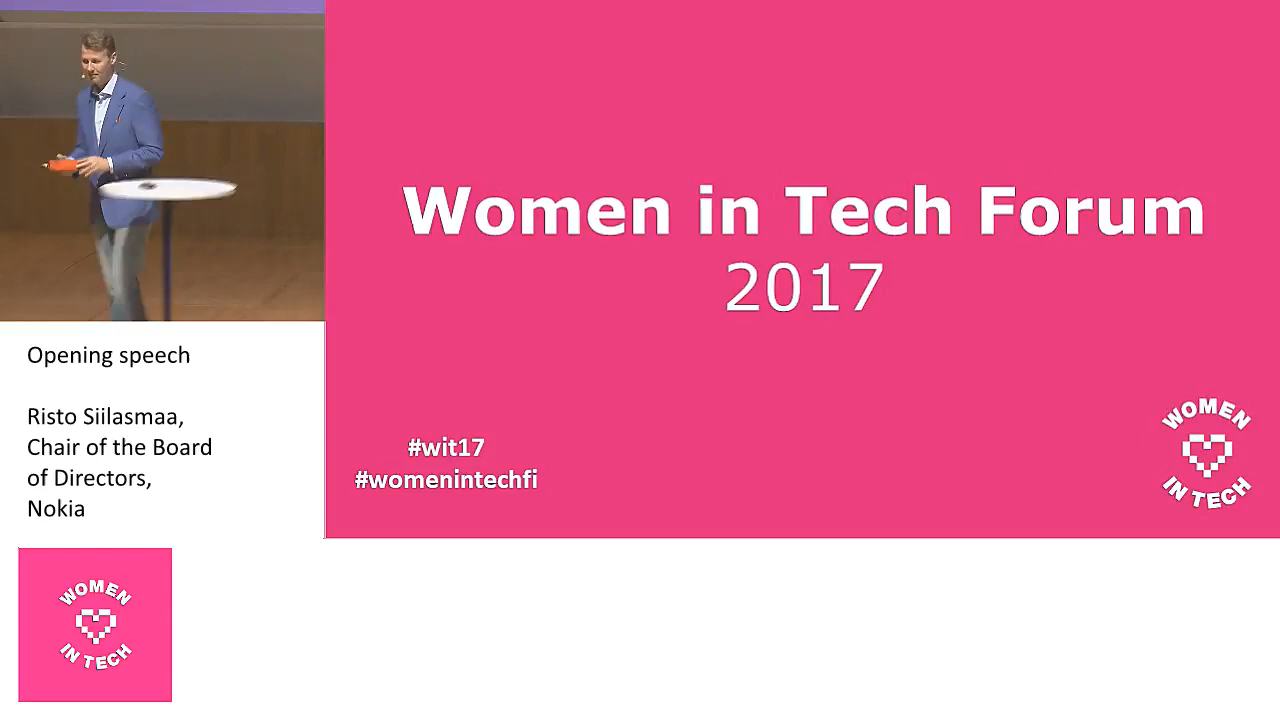 Women in Tech Forum
2017
#wit17
#womenintechfi
WOMEN
IN TECH
Opening speech
Risto Siilasmaa,
Chair of the Board
of Directors,
Nokia
WOMEN
IN TECH